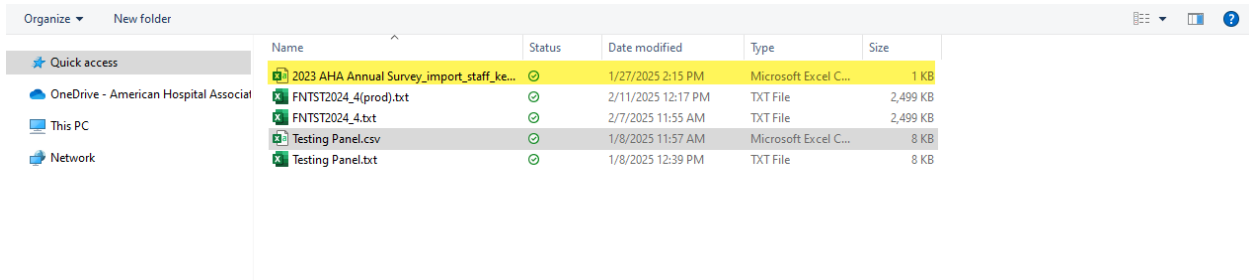 Organize New folder
Name Status Date modified Type Size
Quick access
OneDrive - American Hospital Associat
This PC
Network
2023 AHA Annual Survey_import_staff_ke... 1/27/2025 2:15 PM Microsoft Excel C... 1 KB
FNTST2024_4(prod).txt 2/11/2025 12:17 PM TXT File 2,499 KB
FNTST2024_4.txt 2/7/2025 11:55 AM TXT File 2,499 KB
Testing Panel.csv 1/8/2025 11:57 AM Microsoft Excel C... 8 KB
Testing Panel.txt 1/8/2025 12:39 PM TXT File 8 KB